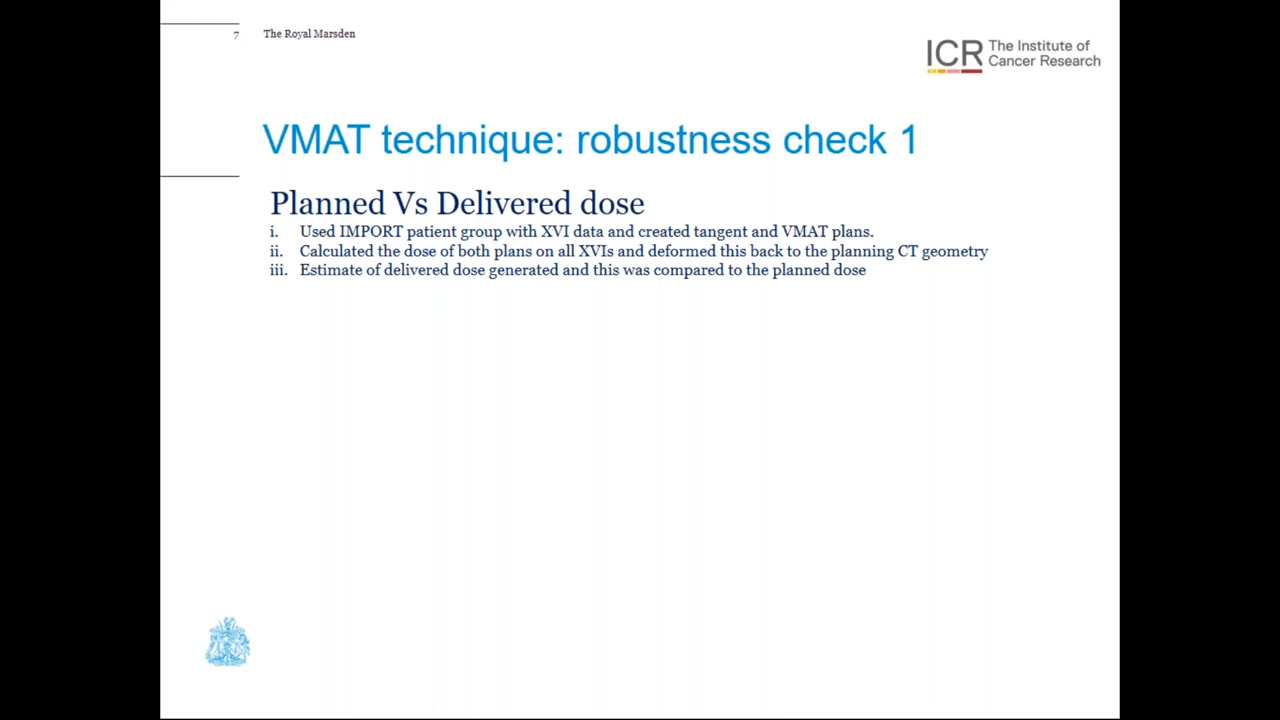 7 The Royal Marsden
ICR The Institute of
Cancer Research
VMAT technique: robustness check 1
Planned Vs Delivered dose
i. Used IMPORT patient group with XVI data and created tangent and VMAT plans.
ii. Calculated the dose of both plans on all XVIs and deformed this back to the planning CT geometry
iii. Estimate of delivered dose generated and this was compared to the planned dose